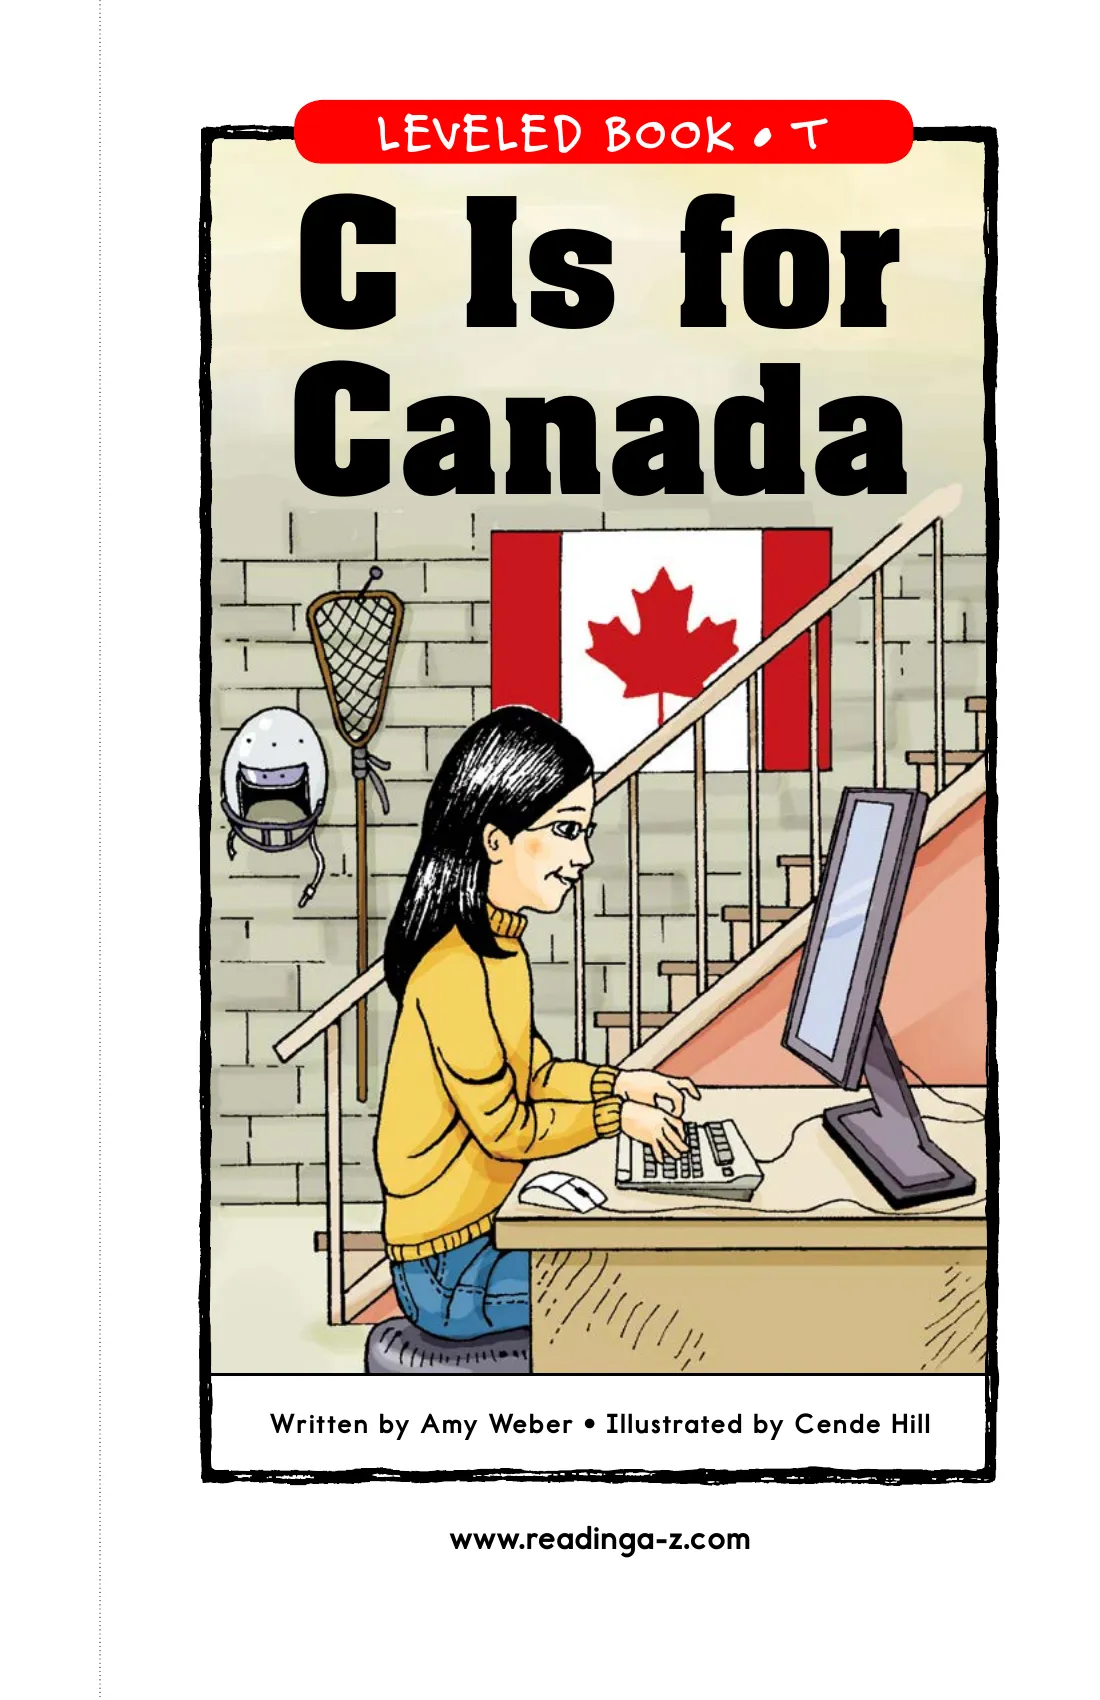 LEVELED BOOK • T
C Is for
Canada
Written by Amy Weber • Illustrated by Cende Hill
www.readinga-z.com